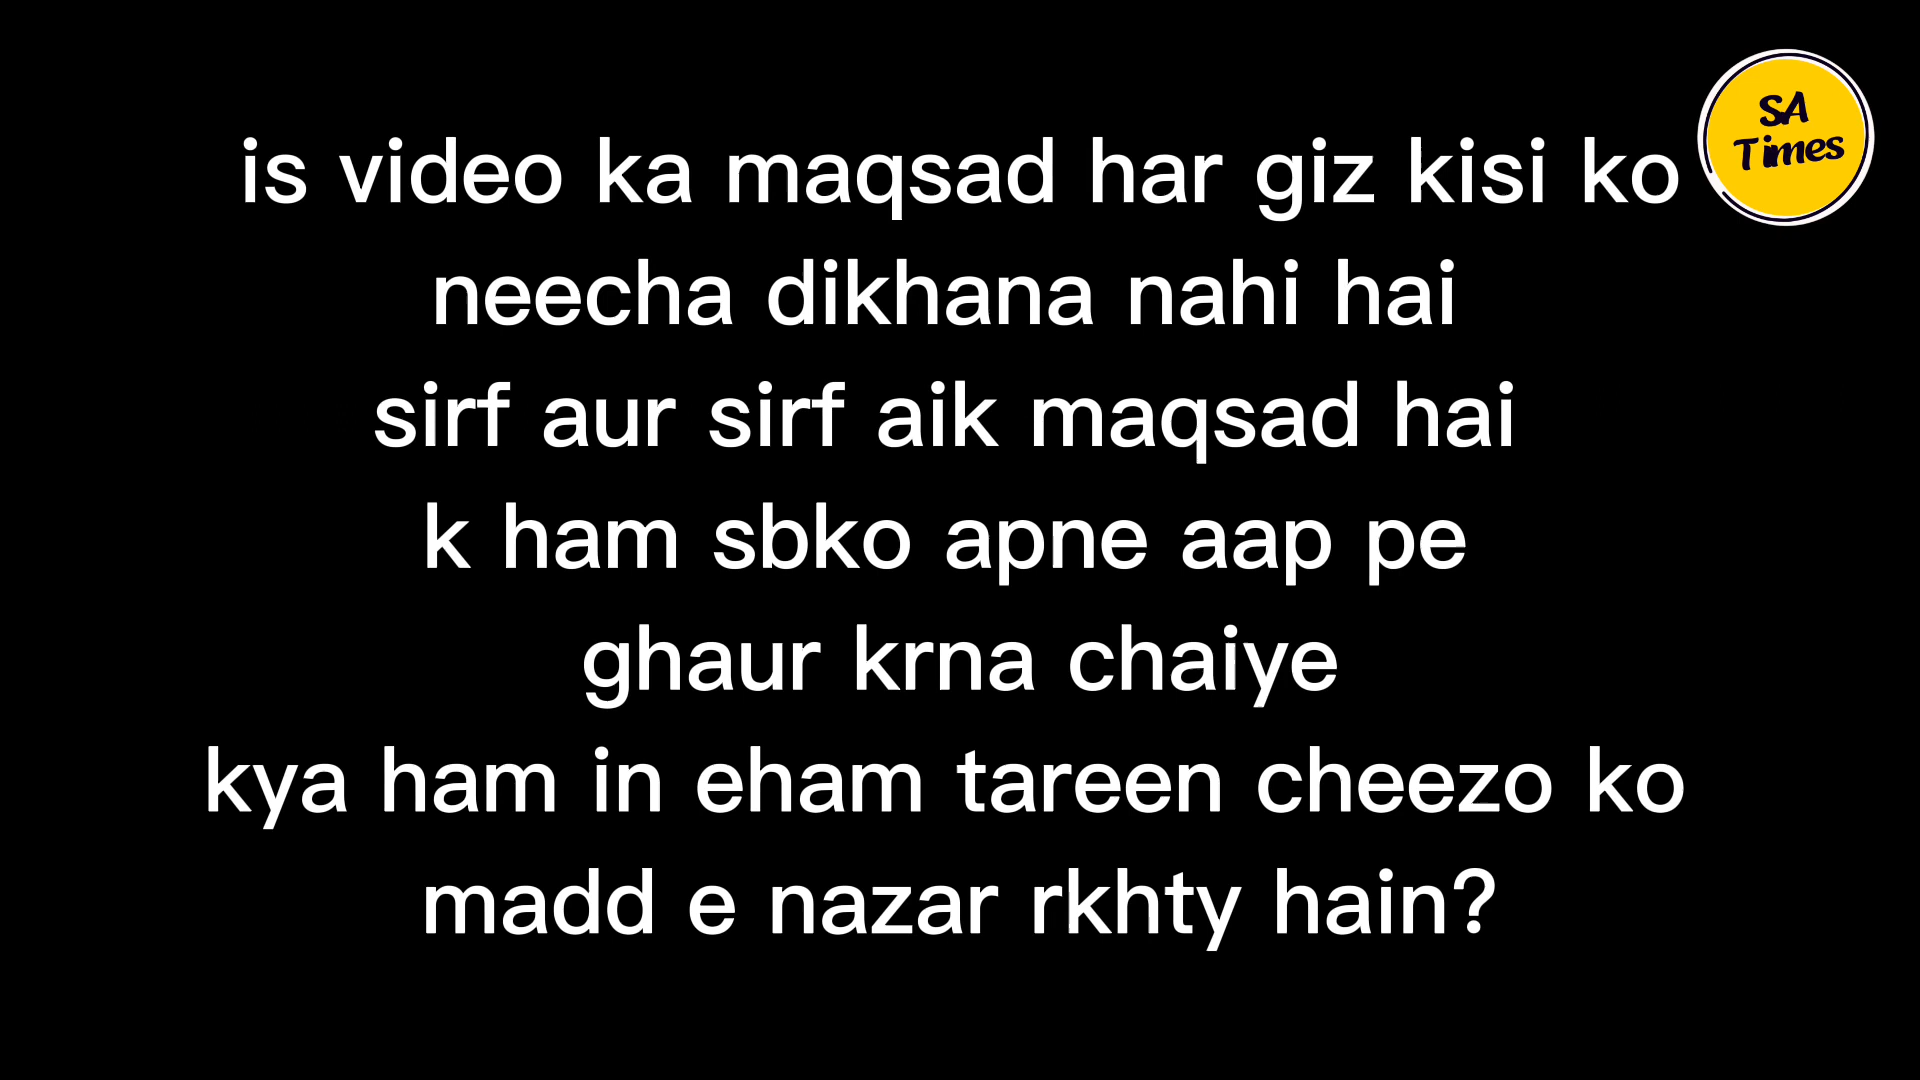 is video ka maqsad har giz kisi ko
neecha dikhana nahi hai
sirf aur sirf aik maqsad hai
k ham sbko apne aap pe
ghaur krna chaiye
kya ham in eham tareen cheezo ko
madd e nazar rkhty hain?
SA
Times